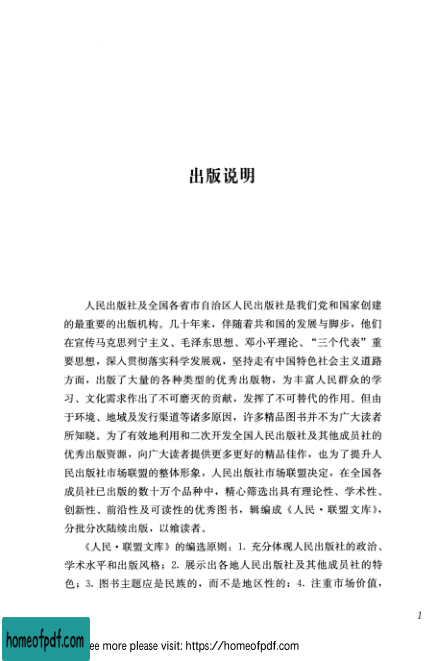 出版说明
人民出版社及全国各省市自治区人民出版社是我们党和国家创建
的最重要的出版机构。几十年来，伴随着共和国的发展与脚步，他们
在宣传马克思列宁主义、毛泽东思想、邓小平理论、“三个代表”重
要思想，深入贯彻落实科学发展观，坚持走有中国特色社会主义道路
方面，出版了大量的各种类型的优秀出版物，为丰富人民群众的学
习、文化需求作出了不可磨灭的贡献，发挥了不可替代的作用。但由
于环境、地域及发行渠道等诸多原因，许多精品图书并不为广大读者
所知晓。为了有效地利用和二次开发全国人民出版社及其他成员社的
优秀出版资源，向广大读者提供更多更好的精品佳作，也为了提升人
民出版社市场联盟的整体形象，人民出版社市场联盟决定，在全国各
成员社已出版的数十万个品种中，精心筛选出具有理论性、学术性、
创新性、前沿性及可读性的优秀图书，辑编成《人民·联盟文库》，
分批分次陆续出版，以飨读者。
《人民·联盟文库》的编选原则：1. 充分体现人民出版社的政治、
学术水平和出版风格；2. 展示出各地人民出版社及其他成员社的特
色；3. 图书主题应是民族的，而不是地区性的；4. 注重市场价值，
1
homeofpdf.com
ee more please visit: https://homeofpdf.com